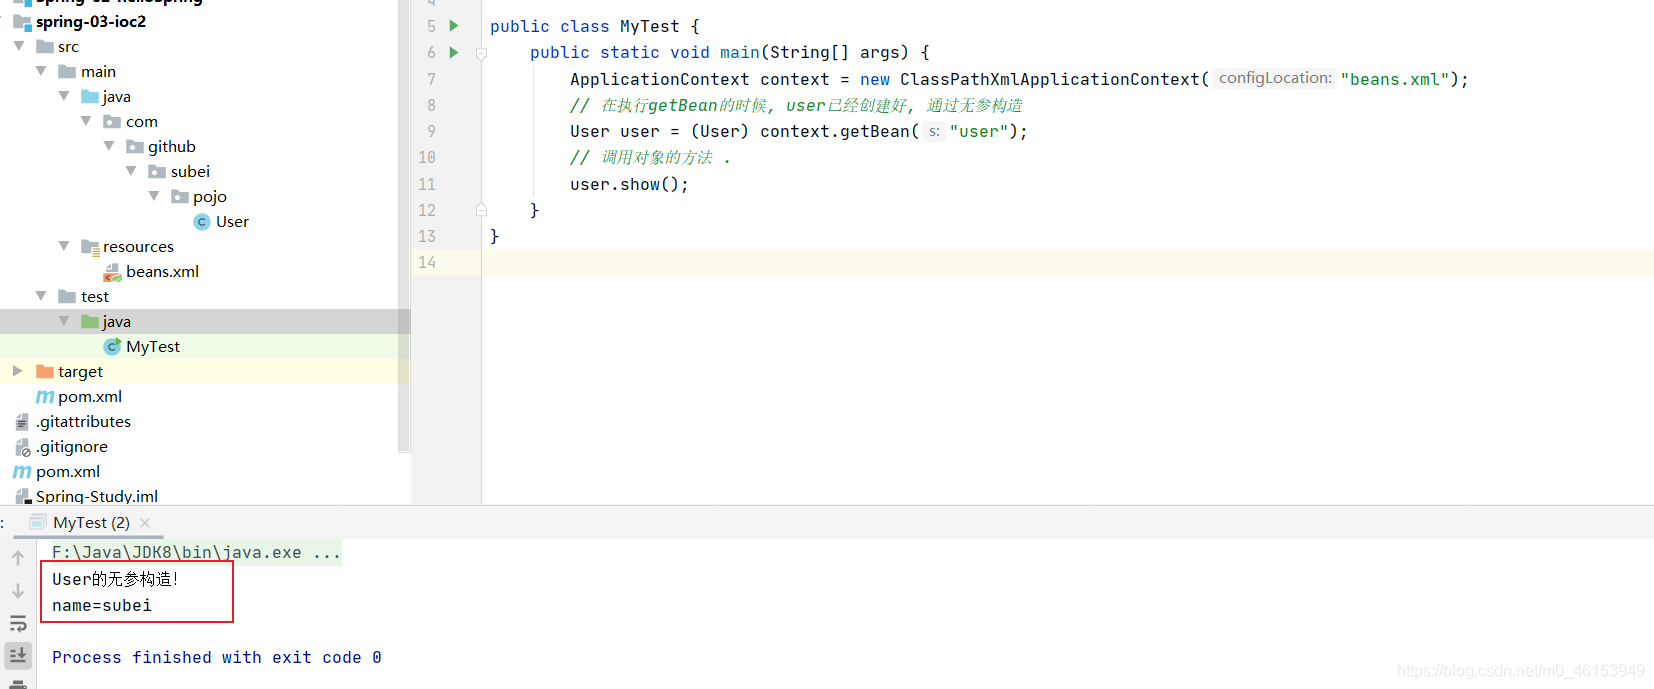 spring-02-hellospring
spring-03-ioc2
src
main
java
com
github
subei
pojo
User
resources
beans.xml
test
java
MyTest
target
pom.xml
.gitattributes
.gitignore
pom.xml
Spring-Study.iml
4
5 public class MyTest {
6 public static void main(String[] args) {
7 ApplicationContext context = new ClassPathXmlApplicationContext( configLocation: "beans.xml");
8 // 在执行getBean的时候, user已经创建好, 通过无参构造
9 User user = (User) context.getBean( s: "user");
10 // 调用对象的方法 .
11 user.show();
12 }
13 }
14
: MyTest (2) ×
F:\Java\JDK8\bin\java.exe ...
User的无参构造!
name=subei
Process finished with exit code 0
https://blog.csdn.net/m0_46153949